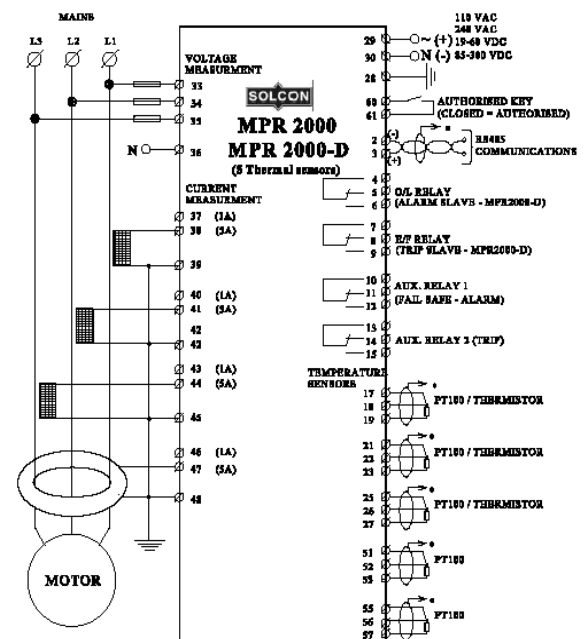 MAINS
L3 L2 L1
VOLTAGE
MEASURMENT
33
34
35
N 36
CURRENT
MEASURMENT
37 (1A)
38 (5A)
39
40 (1A)
41 (5A)
42
42
43 (1A)
44 (5A)
45
46 (1A)
47 (5A)
48
MOTOR
SOLCON
MPR 2000
MPR 2000-D
(5 Thermal sensors)
110 VAC
240 VAC
29 ~ (+) 19-60 VDC
30 N (-) 85-300 VDC
28
60 AUTHORISED KEY
61 (CLOSED = AUTHORISED)
2 (-) RS485
3 (+) COMMUNICATIONS
4
5 O/L RELAY
6 (ALARM SLAVE - MPR2000-D)
7
8 E/F RELAY
9 (TRIP SLAVE - MPR2000-D)
10 AUX. RELAY 1
11 (FAIL SAFE - ALARM)
12
13
14 AUX. RELAY 2 (TRIP)
15
TEMPERATURE
SENSORS
17
18 PT100 / THERMISTOR
19
21
22 PT100 / THERMISTOR
23
25
26 PT100 / THERMISTOR
27
51
52 PT100
53
55
56 PT100
57